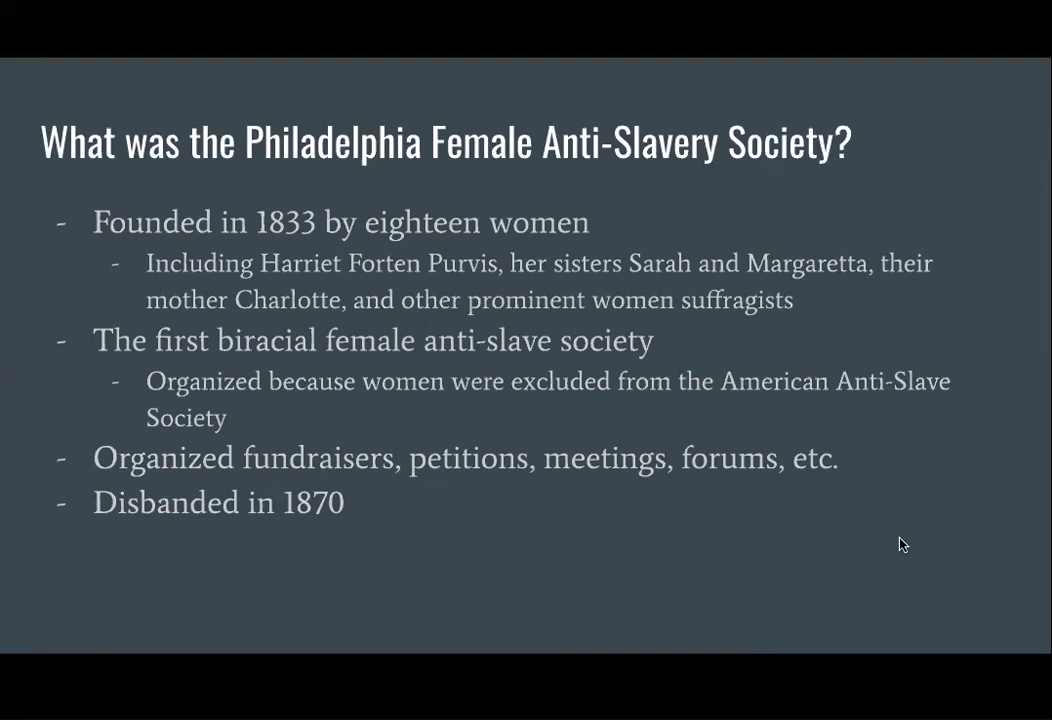 What was the Philadelphia Female Anti-Slavery Society?
- Founded in 1833 by eighteen women
- Including Harriet Forten Purvis, her sisters Sarah and Margaretta, their
mother Charlotte, and other prominent women suffragists
- The first biracial female anti-slave society
- Organized because women were excluded from the American Anti-Slave
Society
- Organized fundraisers, petitions, meetings, forums, etc.
- Disbanded in 1870